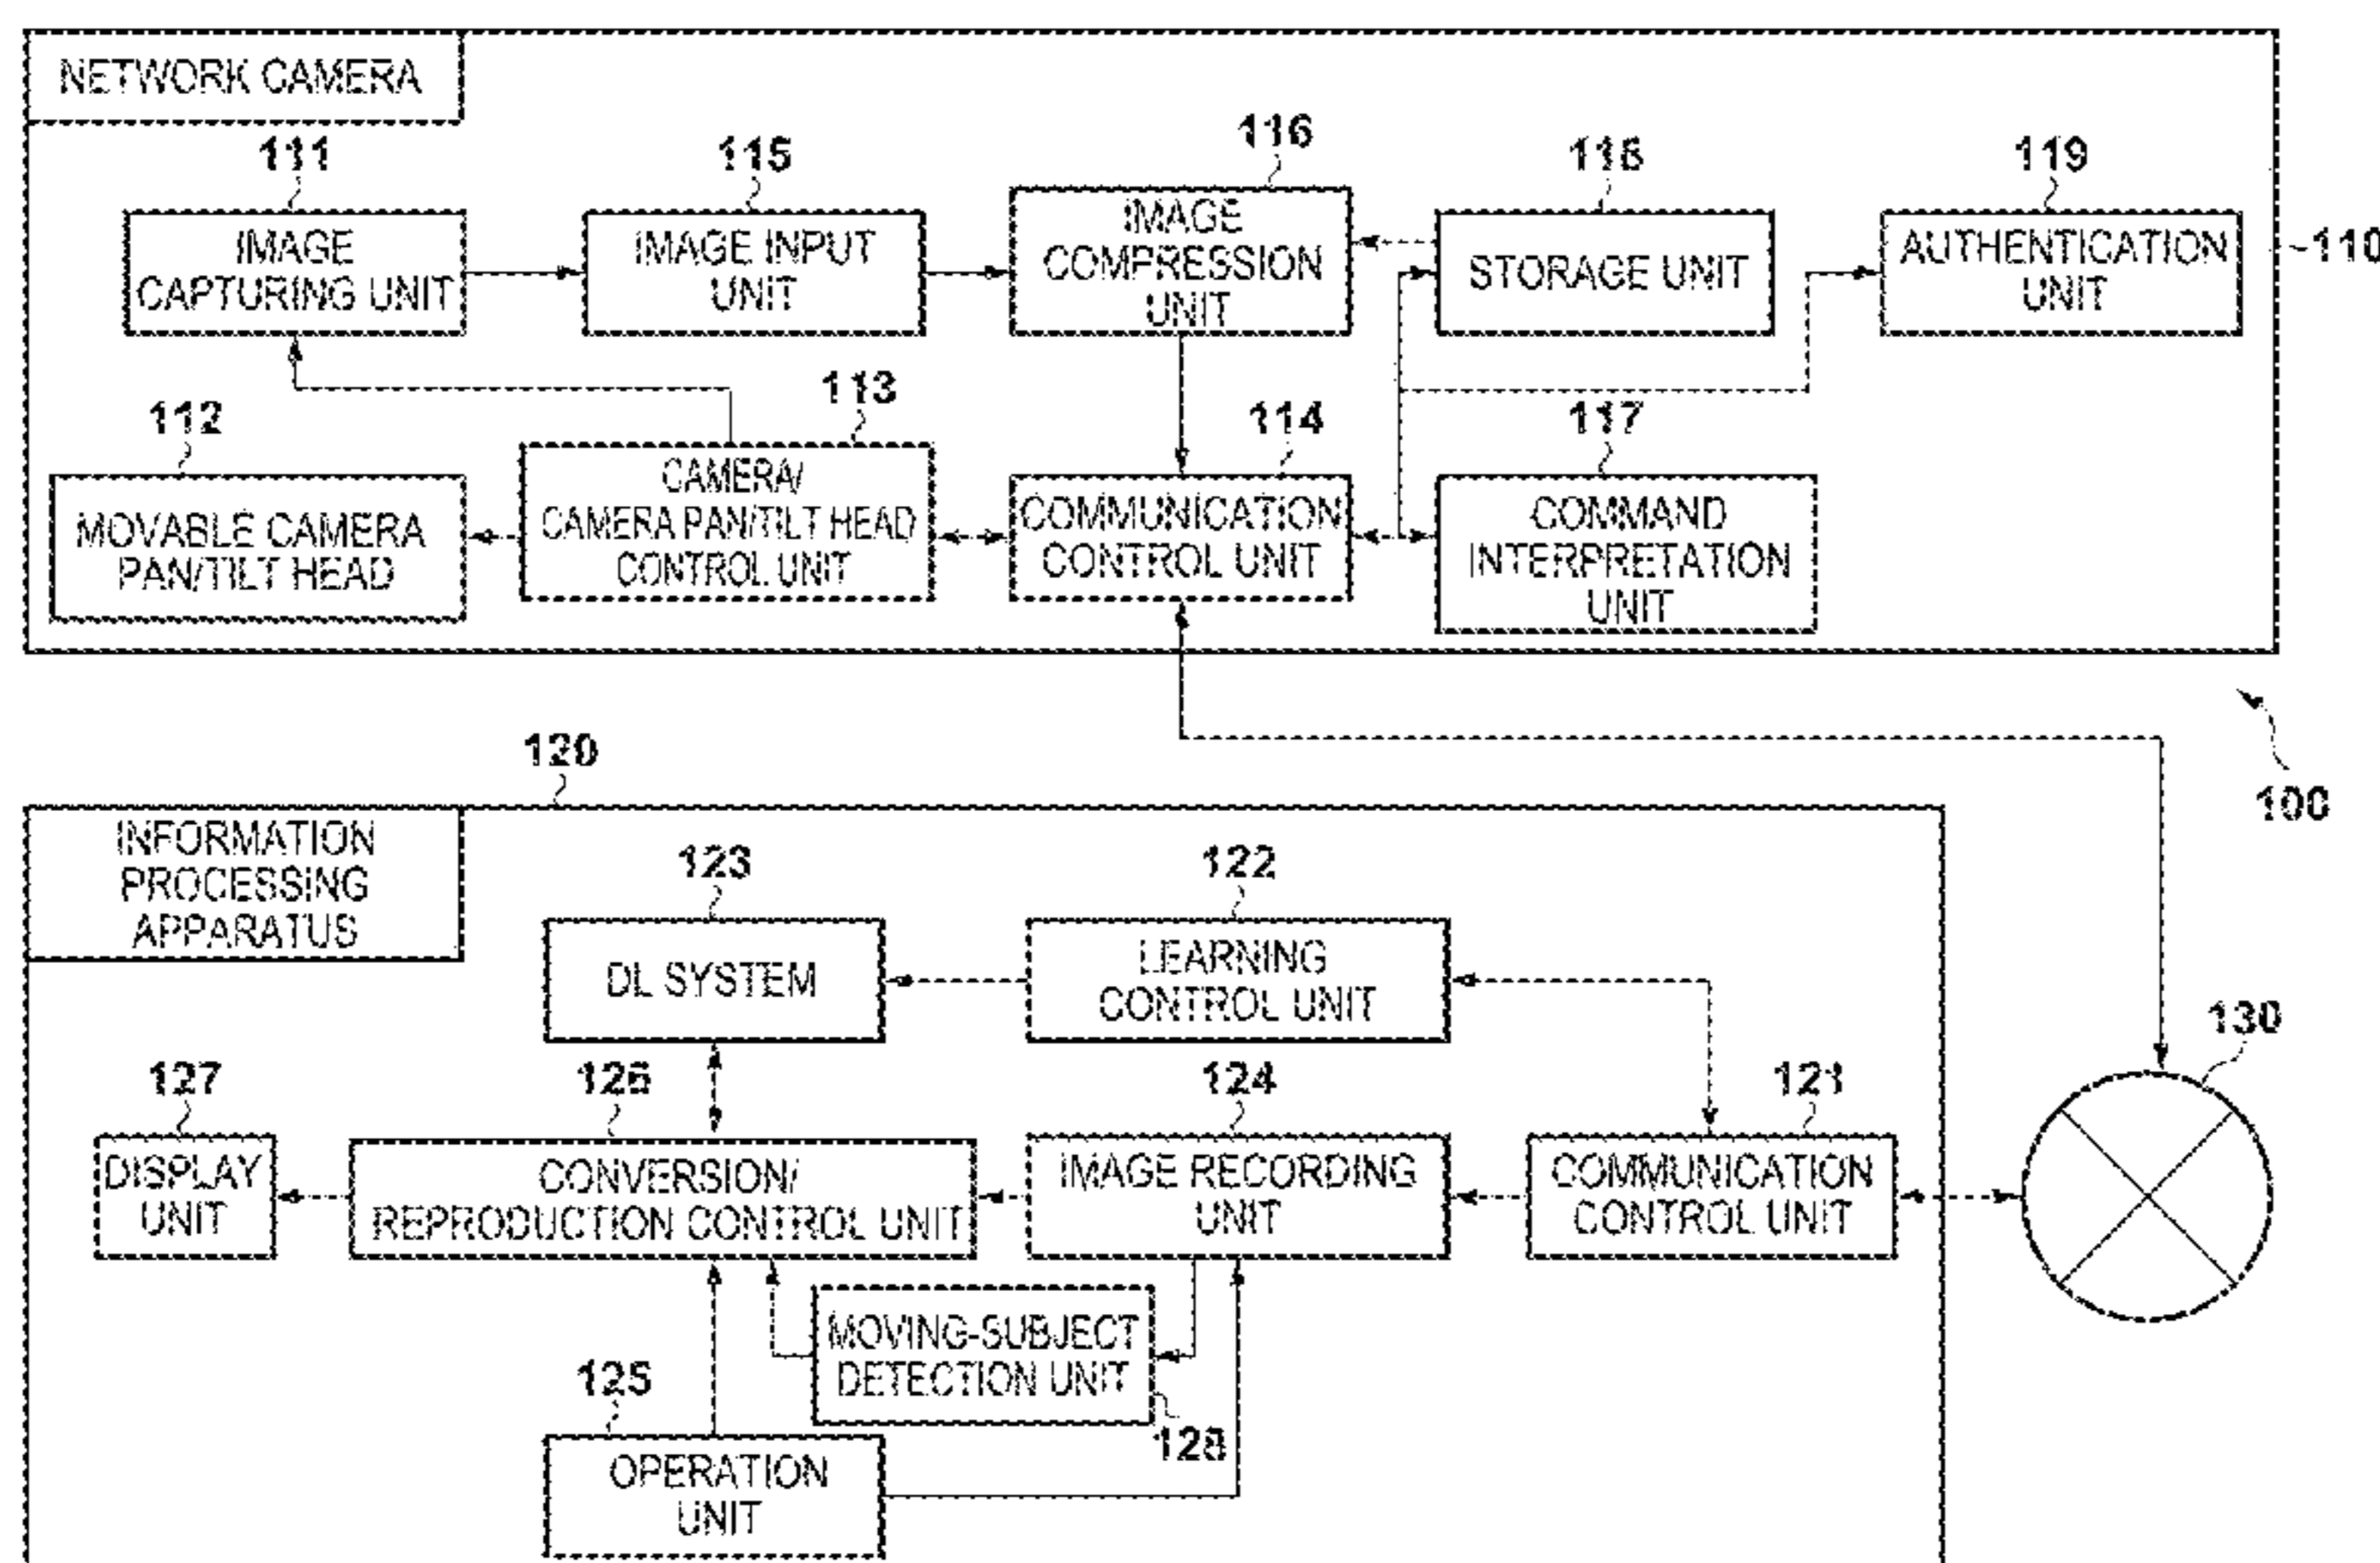 NETWORK CAMERA
111
115
116
118
119
IMAGE
CAPTURING UNIT
IMAGE INPUT
UNIT
IMAGE
COMPRESSION
UNIT
STORAGE UNIT
AUTHENTICATION
UNIT
110
112
113
114
117
MOVABLE CAMERA
PAN/TILT HEAD
CAMERA/
CAMERA PAN/TILT HEAD
CONTROL UNIT
COMMUNICATION
CONTROL UNIT
COMMAND
INTERPRETATION
UNIT
100
120
INFORMATION
PROCESSING
APPARATUS
123
122
DL SYSTEM
LEARNING
CONTROL UNIT
130
127
126
124
121
DISPLAY
UNIT
CONVERSION/
REPRODUCTION CONTROL UNIT
IMAGE RECORDING
UNIT
COMMUNICATION
CONTROL UNIT
MOVING-SUBJECT
DETECTION UNIT
125
128
OPERATION
UNIT